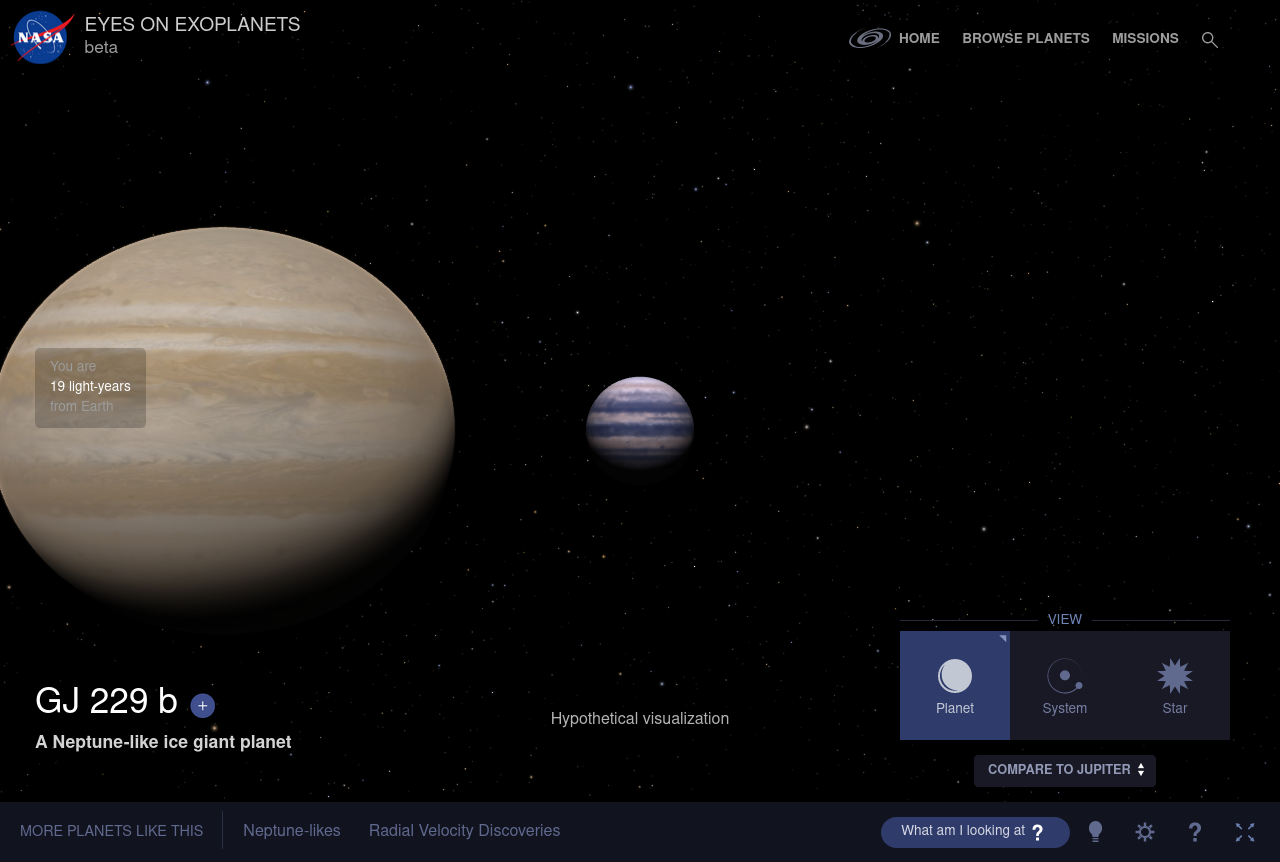 NASA
EYES ON EXOPLANETS
beta
HOME
BROWSE PLANETS
MISSIONS
You are
19 light-years
from Earth
VIEW
Planet
System
Star
GJ 229 b +
A Neptune-like ice giant planet
Hypothetical visualization
COMPARE TO JUPITER
MORE PLANETS LIKE THIS
Neptune-likes
Radial Velocity Discoveries
What am I looking at ?
?